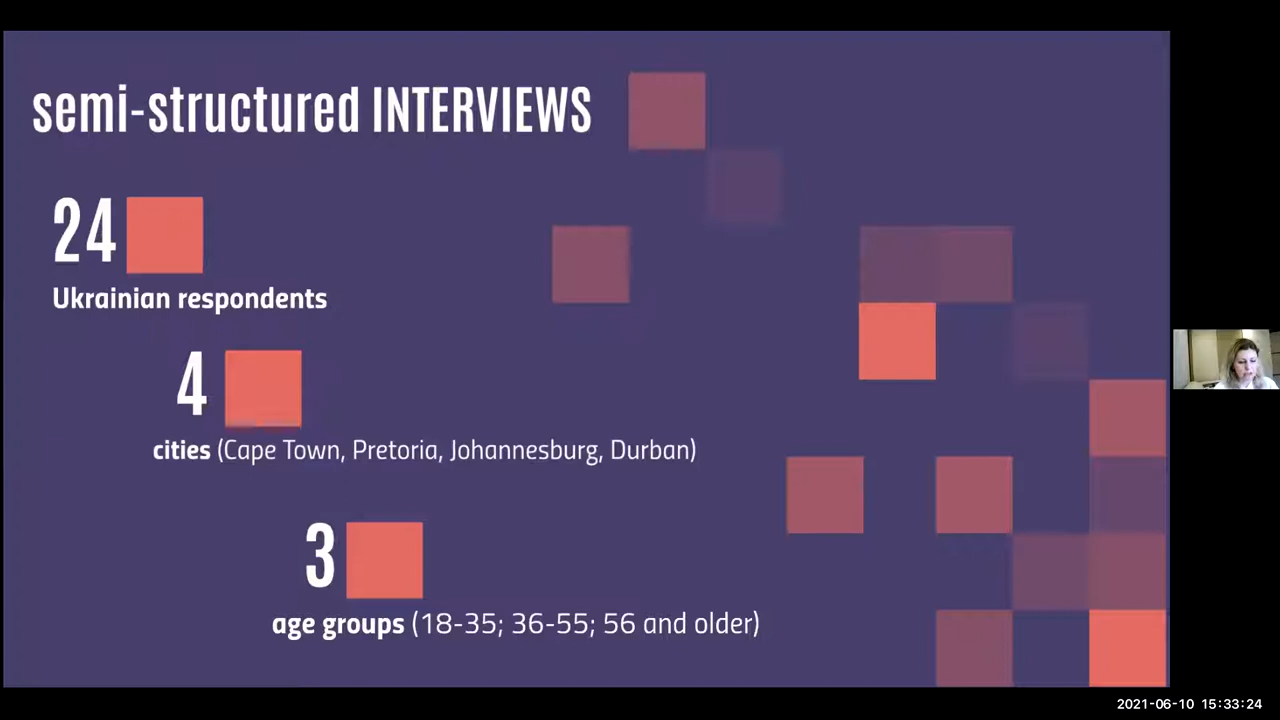 semi-structured INTERVIEWS
24
Ukrainian respondents
4
cities (Cape Town, Pretoria, Johannesburg, Durban)
3
age groups (18-35; 36-55; 56 and older)
2021-06-10 15:33:24